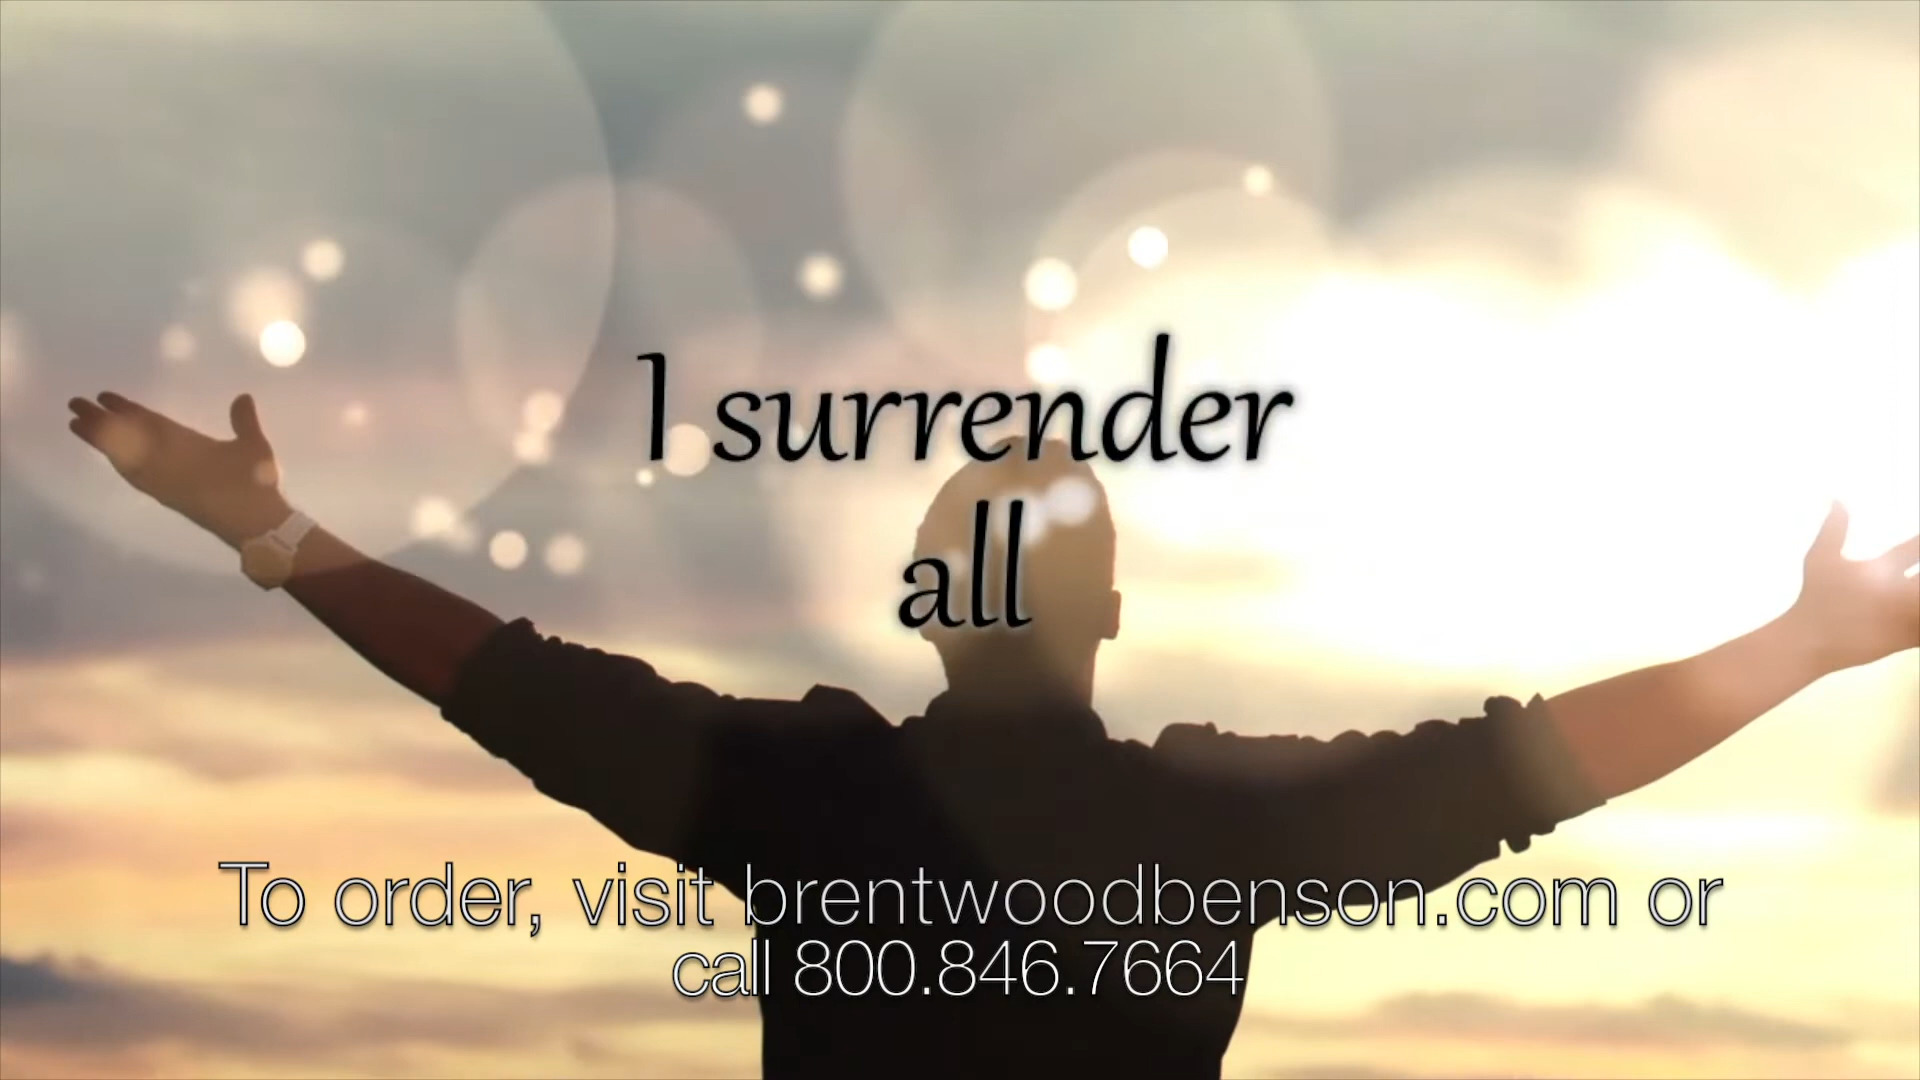 I surrender
all
To order, visit brentwoodbenson.com or
call 800.846.7664